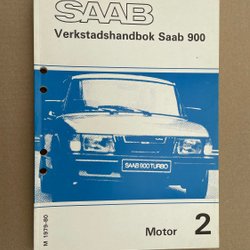 SAAB
Verkstadshandbok Saab 900
SAAB 900 TURBO
Motor 2
M 1979-80